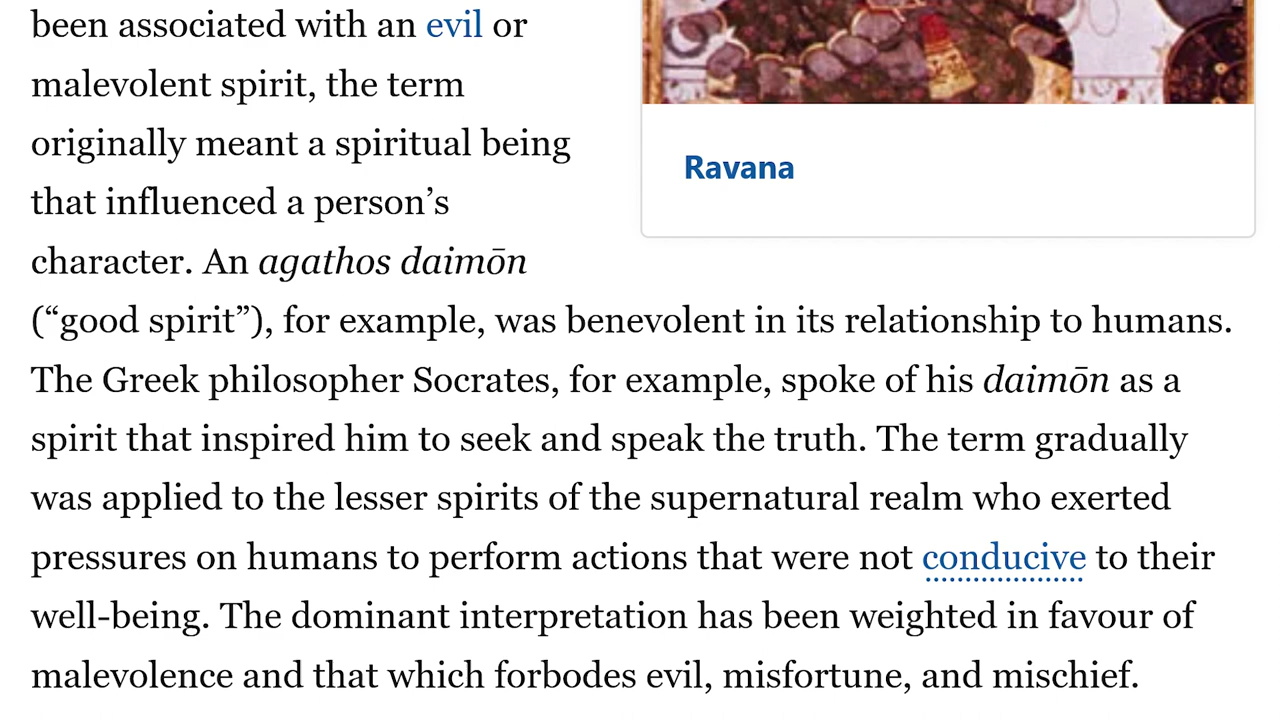 been associated with an evil or
malevolent spirit, the term
originally meant a spiritual being
that influenced a person’s
character. An agathos daimōn
(“good spirit”), for example, was benevolent in its relationship to humans.
The Greek philosopher Socrates, for example, spoke of his daimōn as a
spirit that inspired him to seek and speak the truth. The term gradually
was applied to the lesser spirits of the supernatural realm who exerted
pressures on humans to perform actions that were not conducive to their
well-being. The dominant interpretation has been weighted in favour of
malevolence and that which forbodes evil, misfortune, and mischief.
Ravana